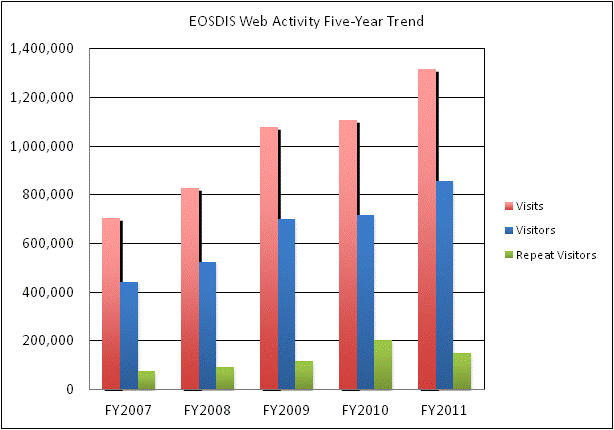 EOSDIS Web Activity Five-Year Trend
1,400,000
1,200,000
1,000,000
800,000
600,000
400,000
200,000
0
FY2007 FY2008 FY2009 FY2010 FY2011
Visits
Visitors
Repeat Visitors